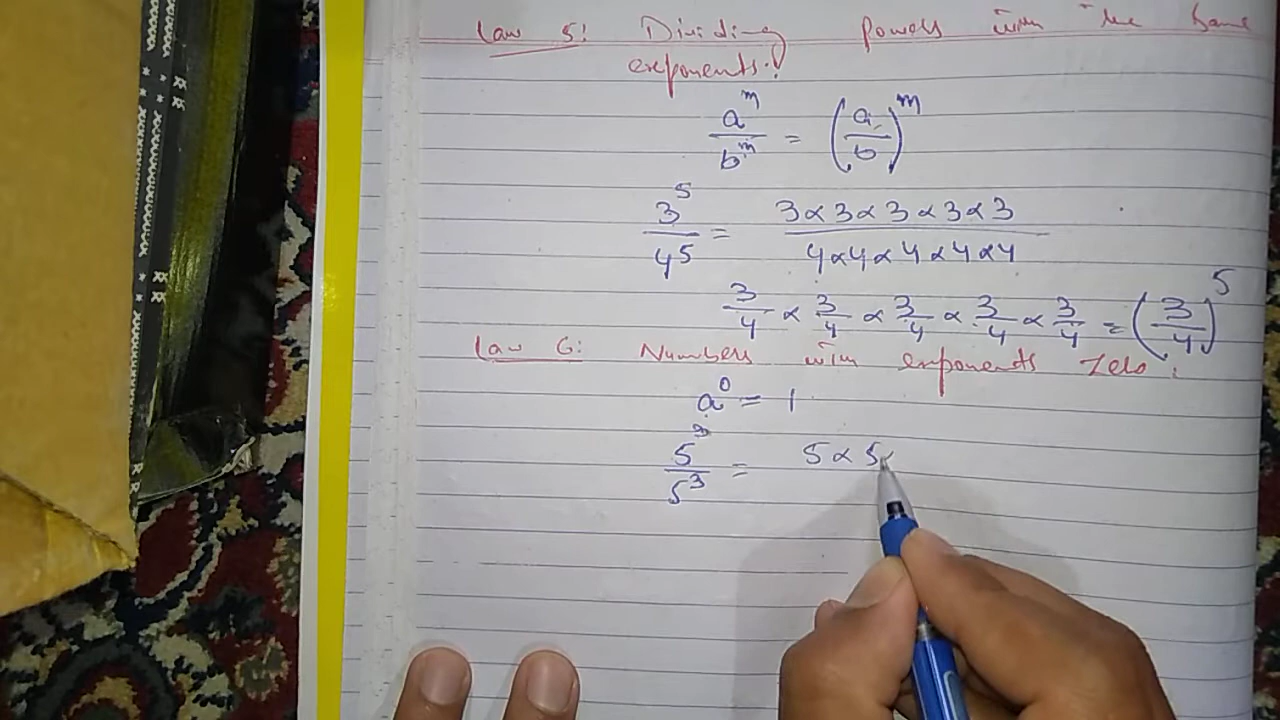 Law 5: Dividing Powers with the Same
exponents:
a^m / b^m = (a/b)^m
3^5 / 4^5 = 3×3×3×3×3 / 4×4×4×4×4
3/4 × 3/4 × 3/4 × 3/4 × 3/4 = (3/4)^5
Law 6: Numbers with exponents Zero:
a^0 = 1
5^3 / 5^3 = 5×5×